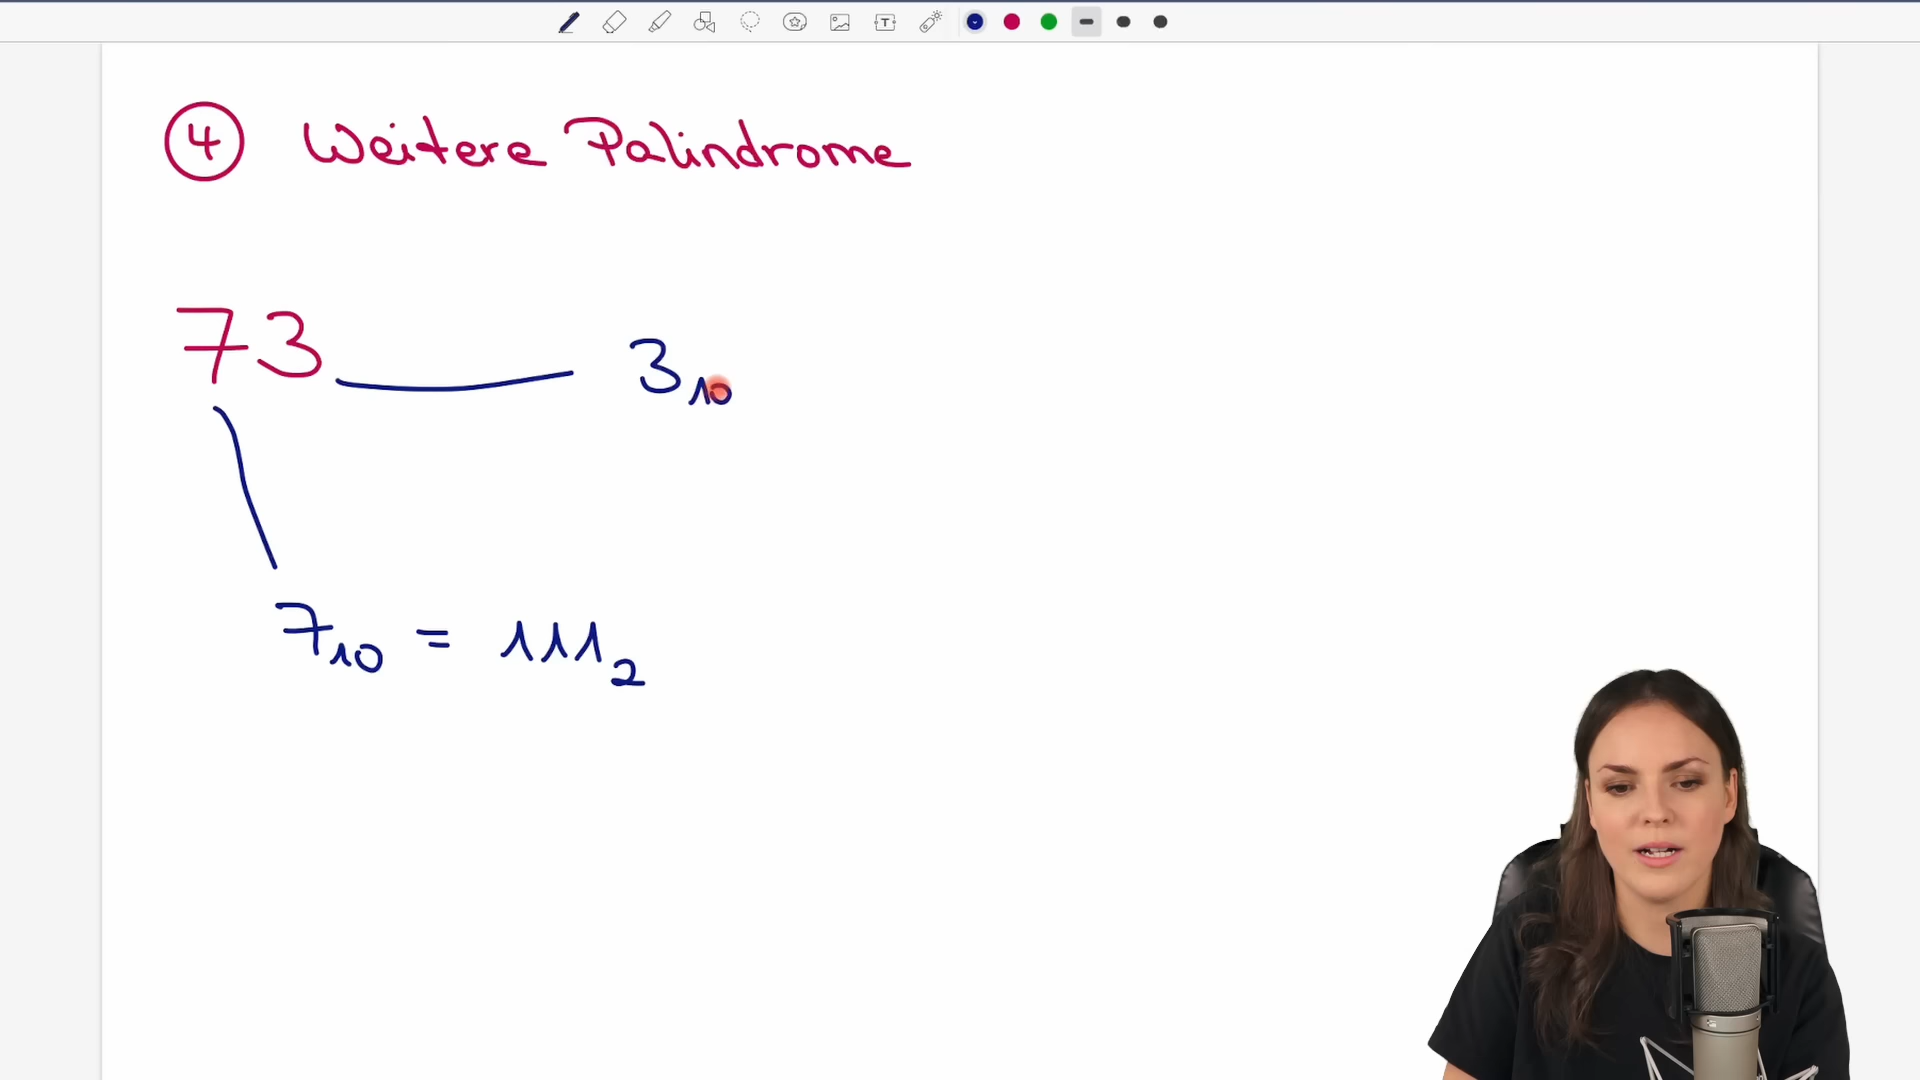 ④ Weitere Palindrome
73
3₁₀
7₁₀ = 111₂